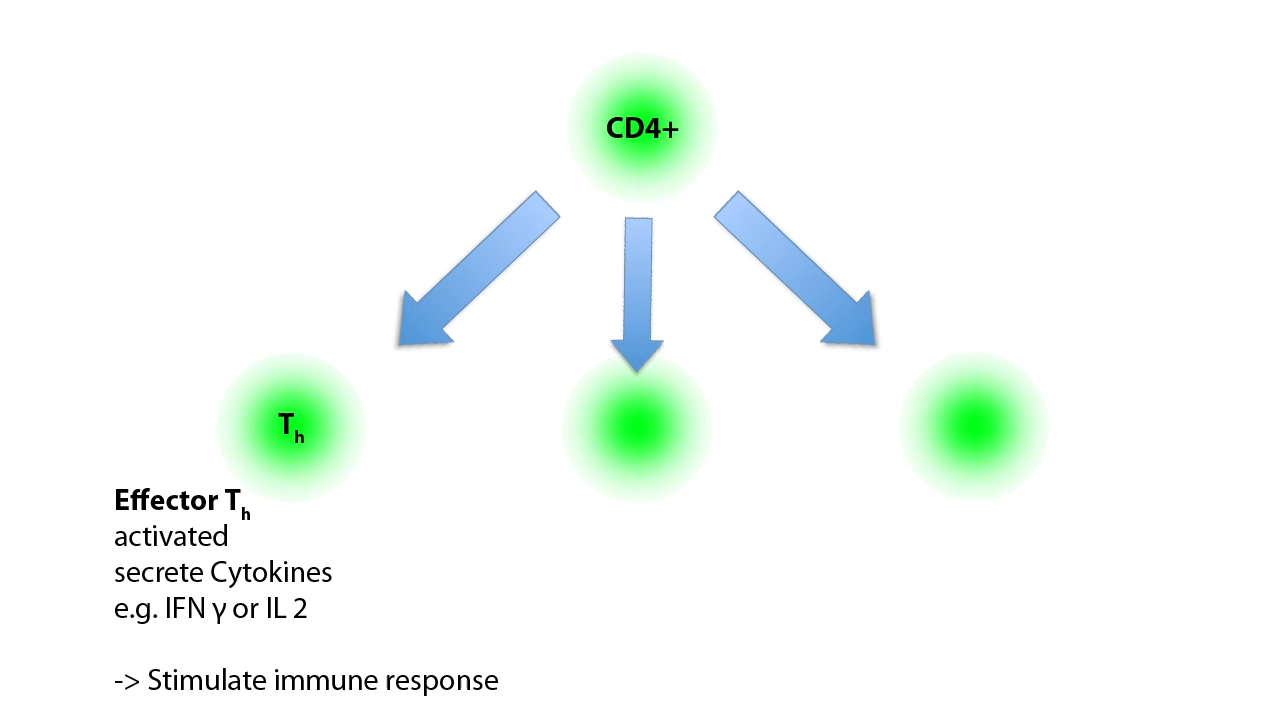 CD4+
Th
Effector Th
activated
secrete Cytokines
e.g. IFN γ or IL 2
-> Stimulate immune response